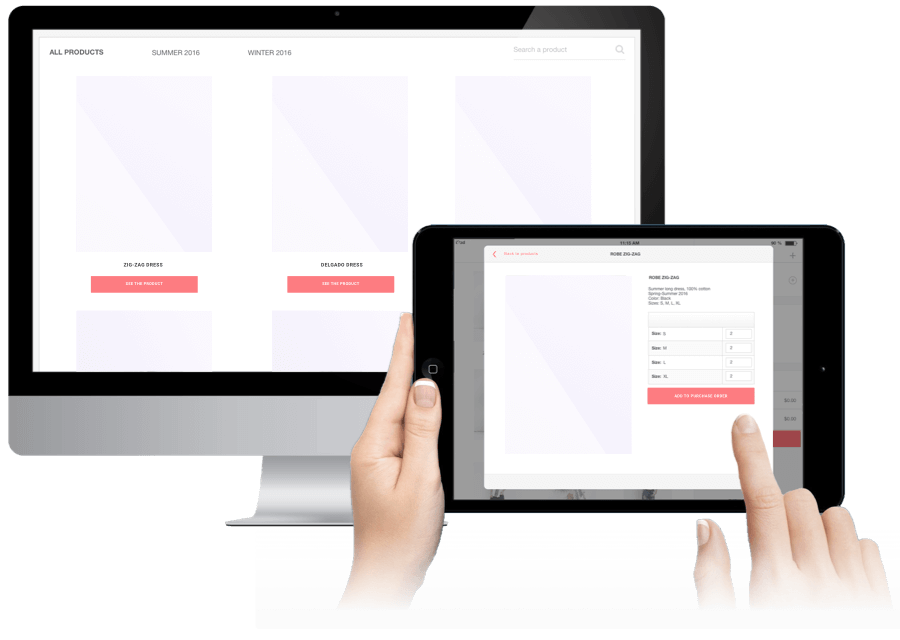 ALL PRODUCTS
SUMMER 2016
WINTER 2016
Search a product
ZIG-ZAG DRESS
DELGADO DRESS
SEE THE PRODUCT
SEE THE PRODUCT
11:15 AM
Back to products
ROBE ZIG-ZAG
ROBE ZIG-ZAG
Summer long dress, 100% cotton
Spring-Summer 2016
Color: Black
Sizes: S, M, L, XL
Size: S 2
Size: M 2
Size: L 2
Size: XL 2
ADD TO PURCHASE ORDER
$0.00
$0.00